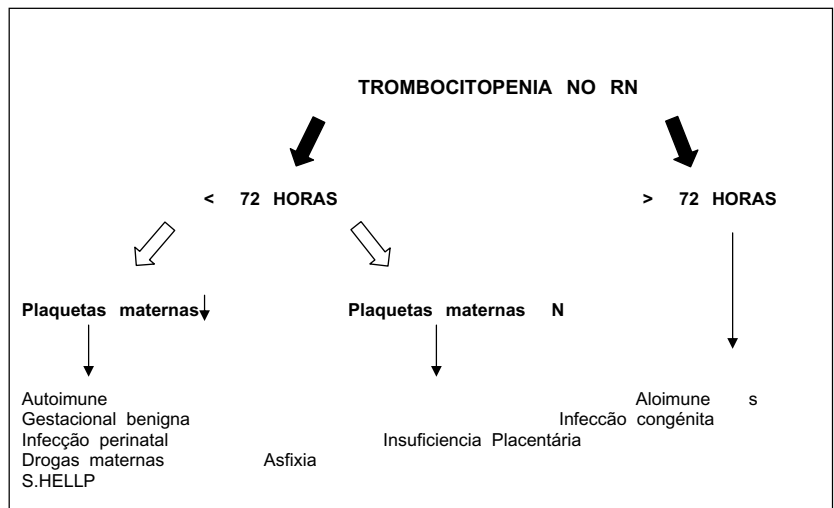 TROMBOCITOPENIA NO RN
< 72 HORAS > 72 HORAS
Plaquetas maternas Plaquetas maternas N
Autoimune Aloimune s
Gestacional benigna Infeccão congénita
Infecção perinatal Insuficiencia Placentária
Drogas maternas Asfixia
S.HELLP